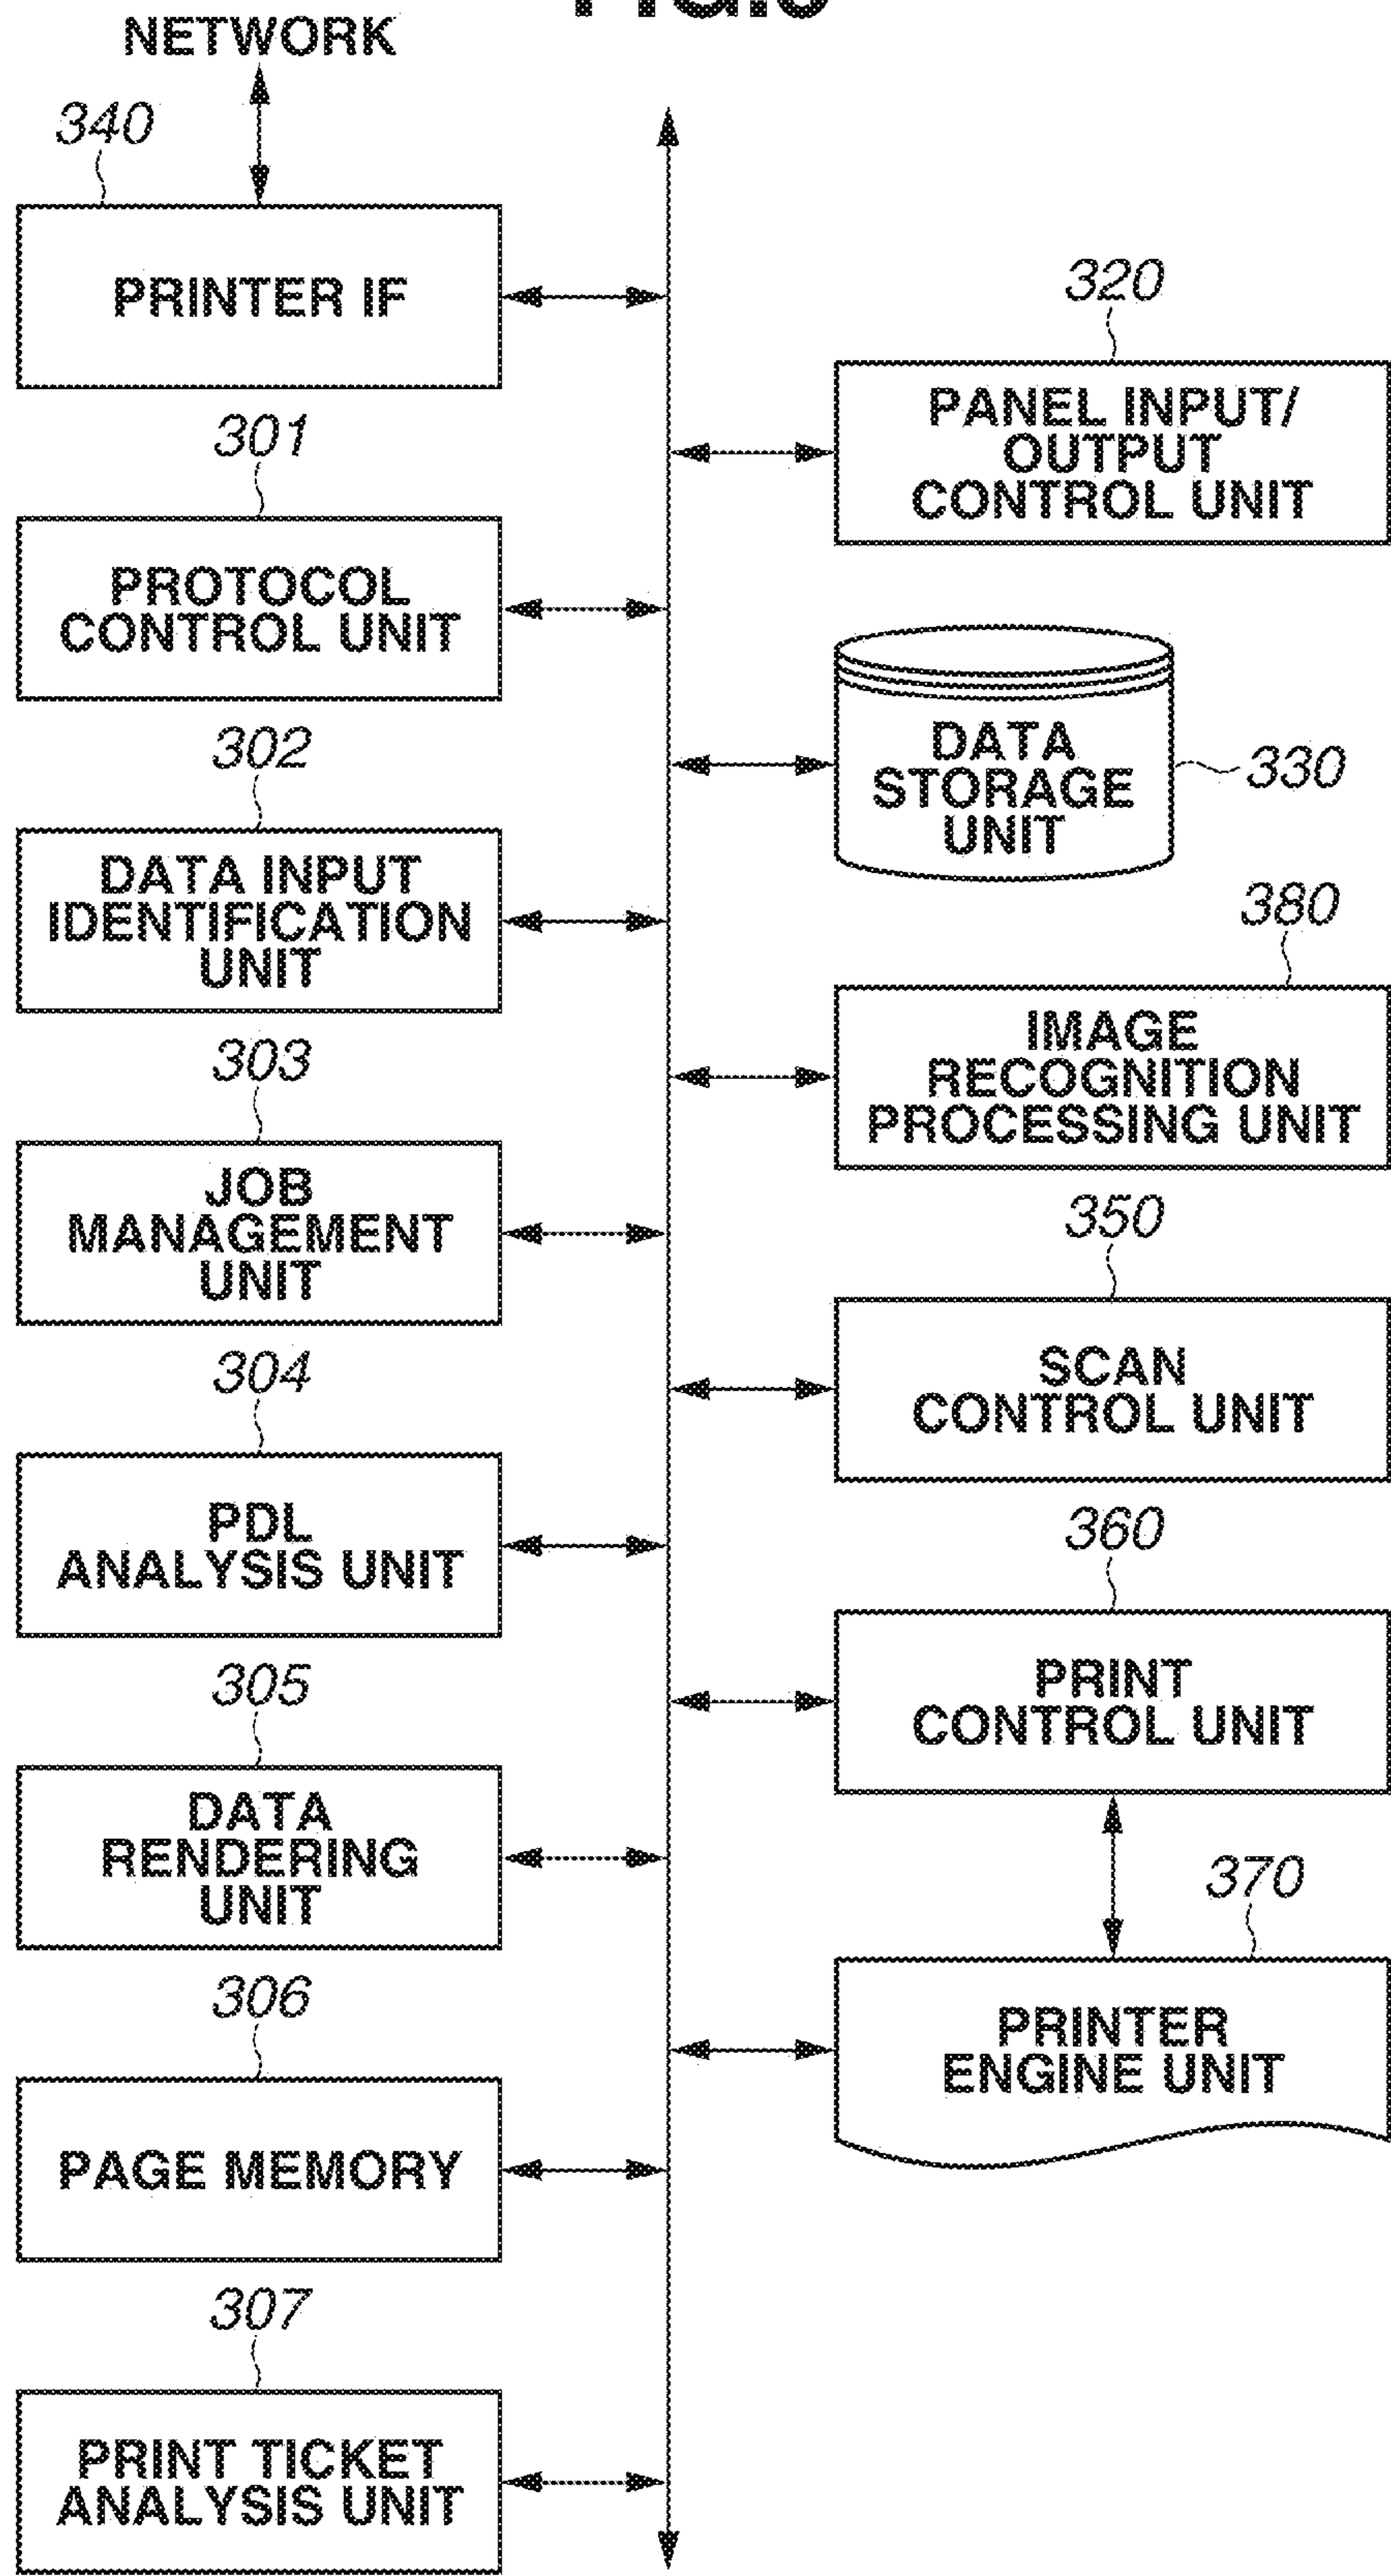 NETWORK
340
PRINTER IF
301
PROTOCOL
CONTROL UNIT
302
DATA INPUT
IDENTIFICATION
UNIT
303
JOB
MANAGEMENT
UNIT
304
PDL
ANALYSIS UNIT
305
DATA
RENDERING
UNIT
306
PAGE MEMORY
307
PRINT TICKET
ANALYSIS UNIT
320
PANEL INPUT/
OUTPUT
CONTROL UNIT
DATA
STORAGE
UNIT
330
380
IMAGE
RECOGNITION
PROCESSING UNIT
350
SCAN
CONTROL UNIT
360
PRINT
CONTROL UNIT
370
PRINTER
ENGINE UNIT